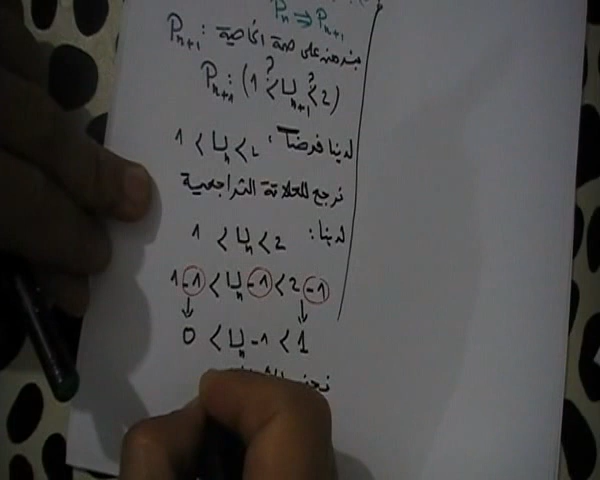 Pn ⇒ Pn+1
نبرهن على صحة الخاصية : Pn+1:
Pn+1: (1 <? Un+1 <? 2)
لدينا فرضاً : 1 < Un < 2
نرجع للعلاقة التراجعية
لدينا: 1 < Un < 2
1 -1 < Un -1 < 2 -1
0 < Un -1 < 1